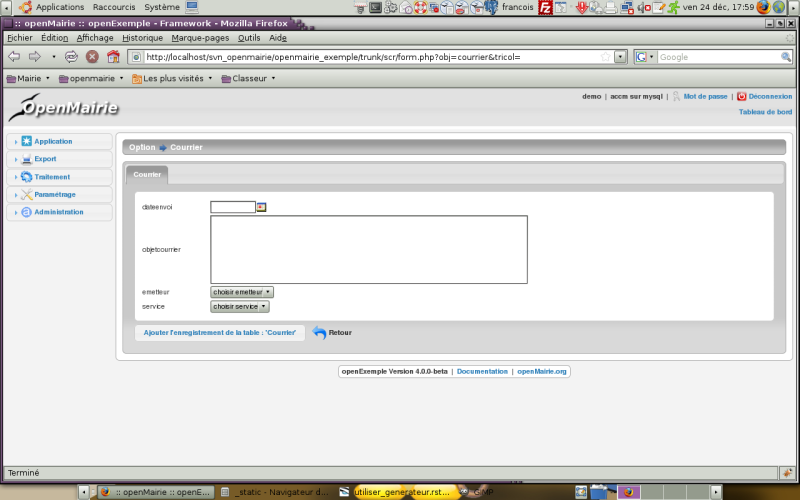 Applications Raccourcis Système francois ven 24 déc, 17:59
:: openMairie :: openExemple - Framework - Mozilla Firefox
Fichier Édition Affichage Historique Marque-pages Outils Aide
http://localhost/svn_openmairie/openmairie_exemple/trunk/scr/form.php?obj=courrier&tricol= Google
Mairie openmairie Les plus visités Classeur
OpenMairie
demo | accm sur mysql | Mot de passe | Déconnexion
Tableau de bord
Application
Export
Traitement
Paramétrage
Administration
Option Courrier
Courrier
dateenvoi
objetcourrier
emetteur choisir emetteur
service choisir service
Ajouter l'enregistrement de la table : 'Courrier' Retour
openExemple Version 4.0.0-beta | Documentation | openMairie.org
Terminé
:: openMairie :: openE... _static - Navigateur d... utiliser_generateur.rst... GIMP